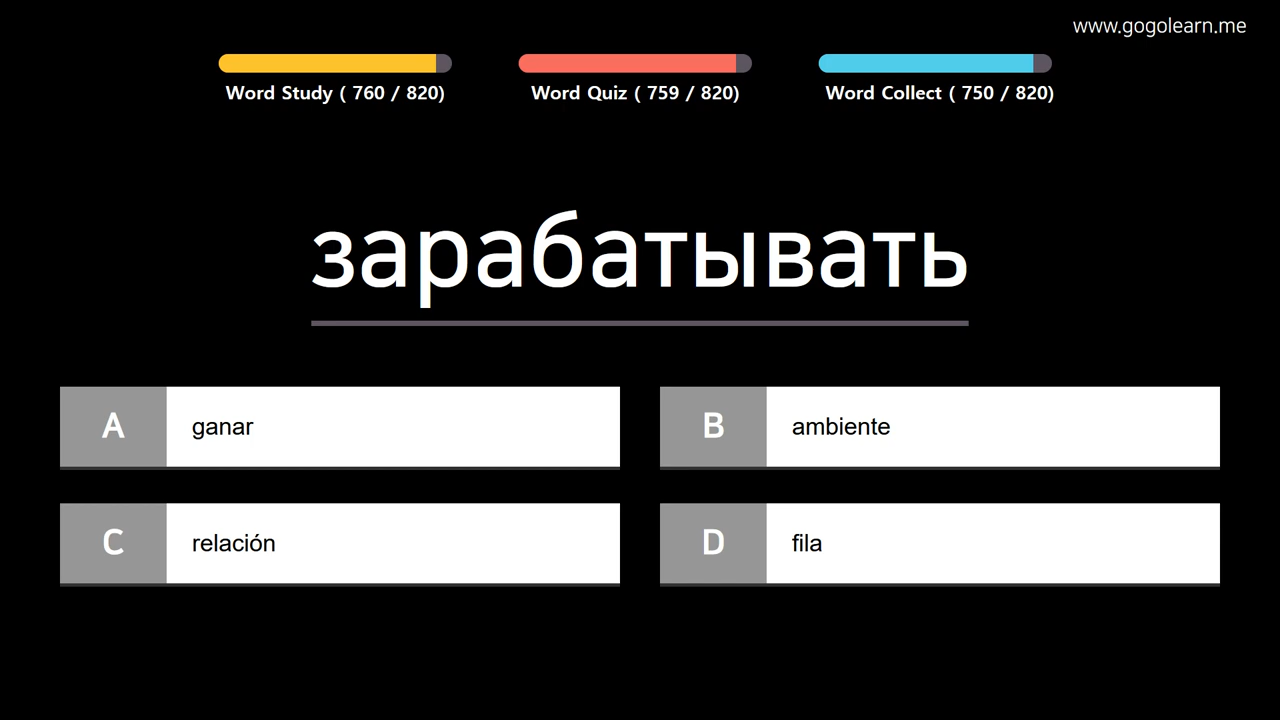 www.gogolearn.me
Word Study ( 760 / 820)
Word Quiz ( 759 / 820)
Word Collect ( 750 / 820)
зарабатывать
A ganar
B ambiente
C relación
D fila